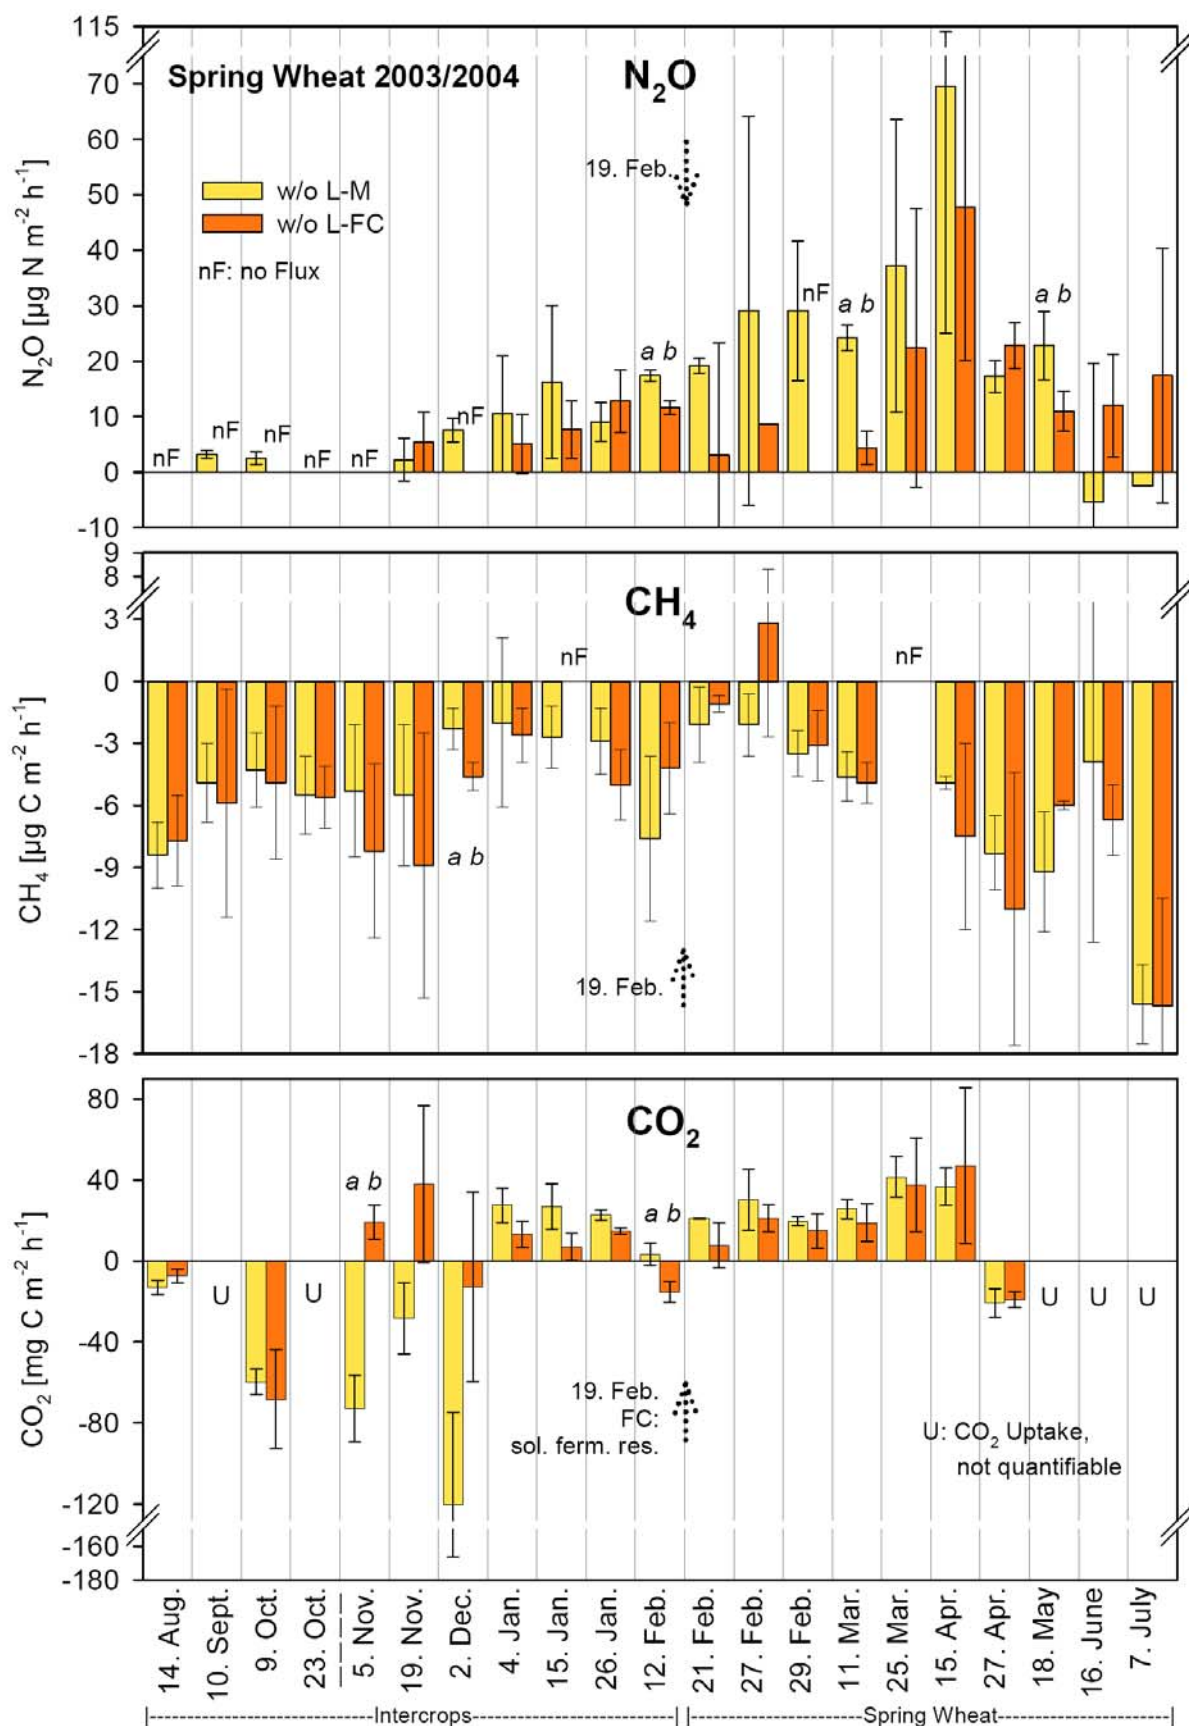 115
Spring Wheat 2003/2004
N₂O
70
60
50
40
30
20
10
0
-10
N₂O [µg N m⁻² h⁻¹]
19. Feb.
w/o L-M
w/o L-FC
nF: no Flux
nF
nF
nF
nF
nF
nF
a b
nF
a b
a b
9
8
3
0
-3
-6
-9
-12
-15
-18
CH₄ [µg C m⁻² h⁻¹]
CH₄
nF
nF
a b
19. Feb.
80
40
0
-40
-80
-120
-160
-180
CO₂ [mg C m⁻² h⁻¹]
CO₂
a b
a b
U
U
U
U
U
19. Feb.
FC:
sol. ferm. res.
U: CO₂ Uptake,
not quantifiable
14. Aug.
10. Sept.
9. Oct.
23. Oct.
5. Nov.
19. Nov.
2. Dec.
4. Jan.
15. Jan.
26. Jan.
12. Feb.
21. Feb.
27. Feb.
29. Feb.
11. Mar.
25. Mar.
15. Apr.
27. Apr.
18. May
16. June
7. July
Intercrops
Spring Wheat